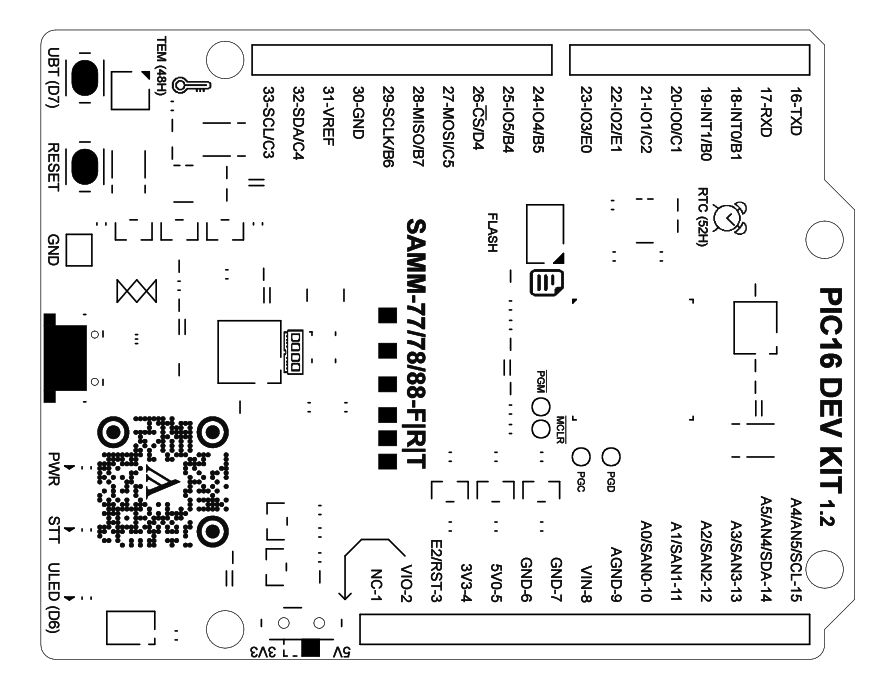 TEM (48H)
UBT (D7)
RESET
GND
PWR
STT
ULED (D6)
33-SCL/C3
32-SDA/C4
31-VREF
30-GND
29-SCLK/B6
28-MISO/B7
27-MOSI/C5
26-C̅S̅/D4
25-IO5/B4
24-IO4/B5
23-IO3/E0
22-IO2/E1
21-IO1/C2
20-IO0/C1
19-INT1/B0
18-INT0/B1
17-RXD
16-TXD
RTC (52H)
FLASH
SAMM-77/78/88-F|R|T
PIC16 DEV KIT 1.2
PGM
MCLR
PGC
PGD
NC-1
V/IO-2
E2/RST-3
3V3-4
5V0-5
GND-6
GND-7
VIN-8
AGND-9
A0/SAN0-10
A1/SAN1-11
A2/SAN2-12
A3/SAN3-13
A5/AN4/SDA-14
A4/AN5/SCL-15
3V3
5V